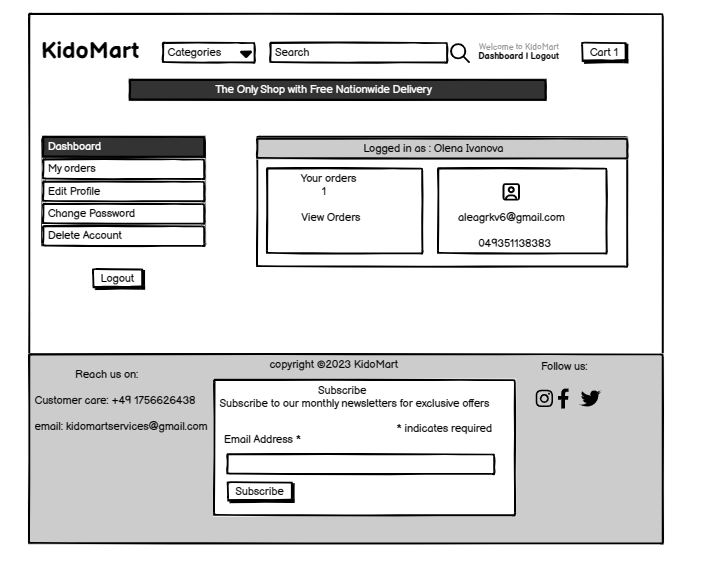 KidoMart
Categories
Search
Welcome to KidoMart
Dashboard | Logout
Cart 1
The Only Shop with Free Nationwide Delivery
Dashboard
My orders
Edit Profile
Change Password
Delete Account
Logout
Logged in as : Olena Ivanova
Your orders
1
View Orders
aleagrkv6@gmail.com
049351138383
Reach us on:
Customer care: +49 1756626438
email: kidomartservices@gmail.com
copyright ©2023 KidoMart
Subscribe
Subscribe to our monthly newsletters for exclusive offers
* indicates required
Email Address *
Subscribe
Follow us: